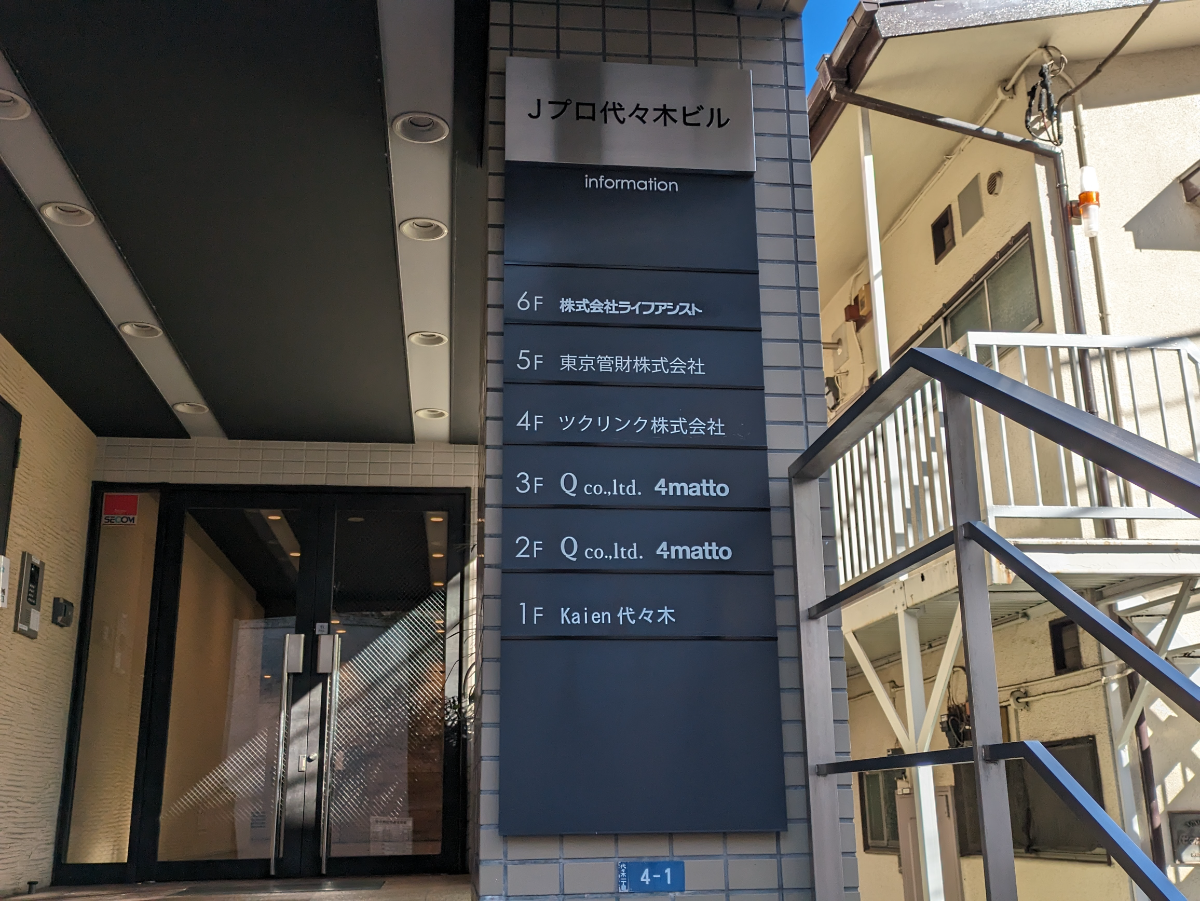 Jプロ代々木ビル
information
6F 株式会社ライフアシスト
5F 東京管財株式会社
4F ツクリンク株式会社
3F Q co.,ltd. 4matto
2F Q co.,ltd. 4matto
1F Kaien 代々木
SECOM
4-1